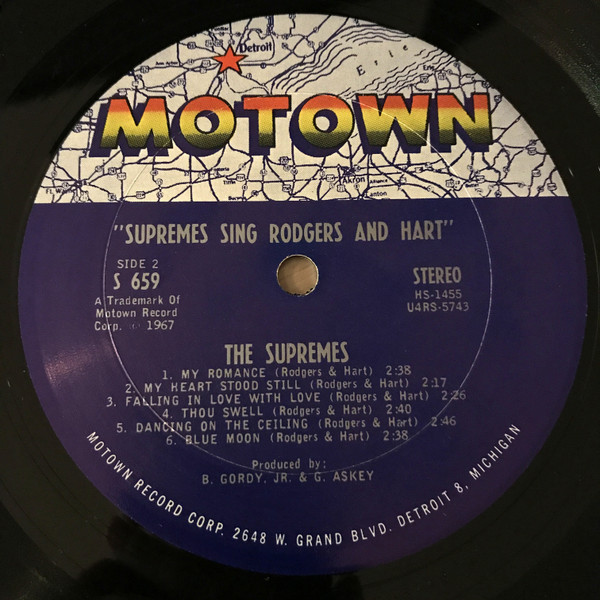 Detroit
Erie
Erie
MOTOWN
Akron
Canton
"SUPREMES SING RODGERS AND HART"
SIDE 2
S 659
A Trademark Of
Motown Record
Corp. © 1967
STEREO
HS-1455
U4RS-5743
THE SUPREMES
1. MY ROMANCE (Rodgers & Hart) 2:38
2. MY HEART STOOD STILL (Rodgers & Hart) 2:17
3. FALLING IN LOVE WITH LOVE (Rodgers & Hart) 2:26
4. THOU SWELL (Rodgers & Hart) 2:40
5. DANCING ON THE CEILING (Rodgers & Hart) 2:46
6. BLUE MOON (Rodgers & Hart) 2:38
Produced by:
B. GORDY, JR. & G. ASKEY
MOTOWN RECORD CORP. 2648 W. GRAND BLVD. DETROIT 8, MICHIGAN